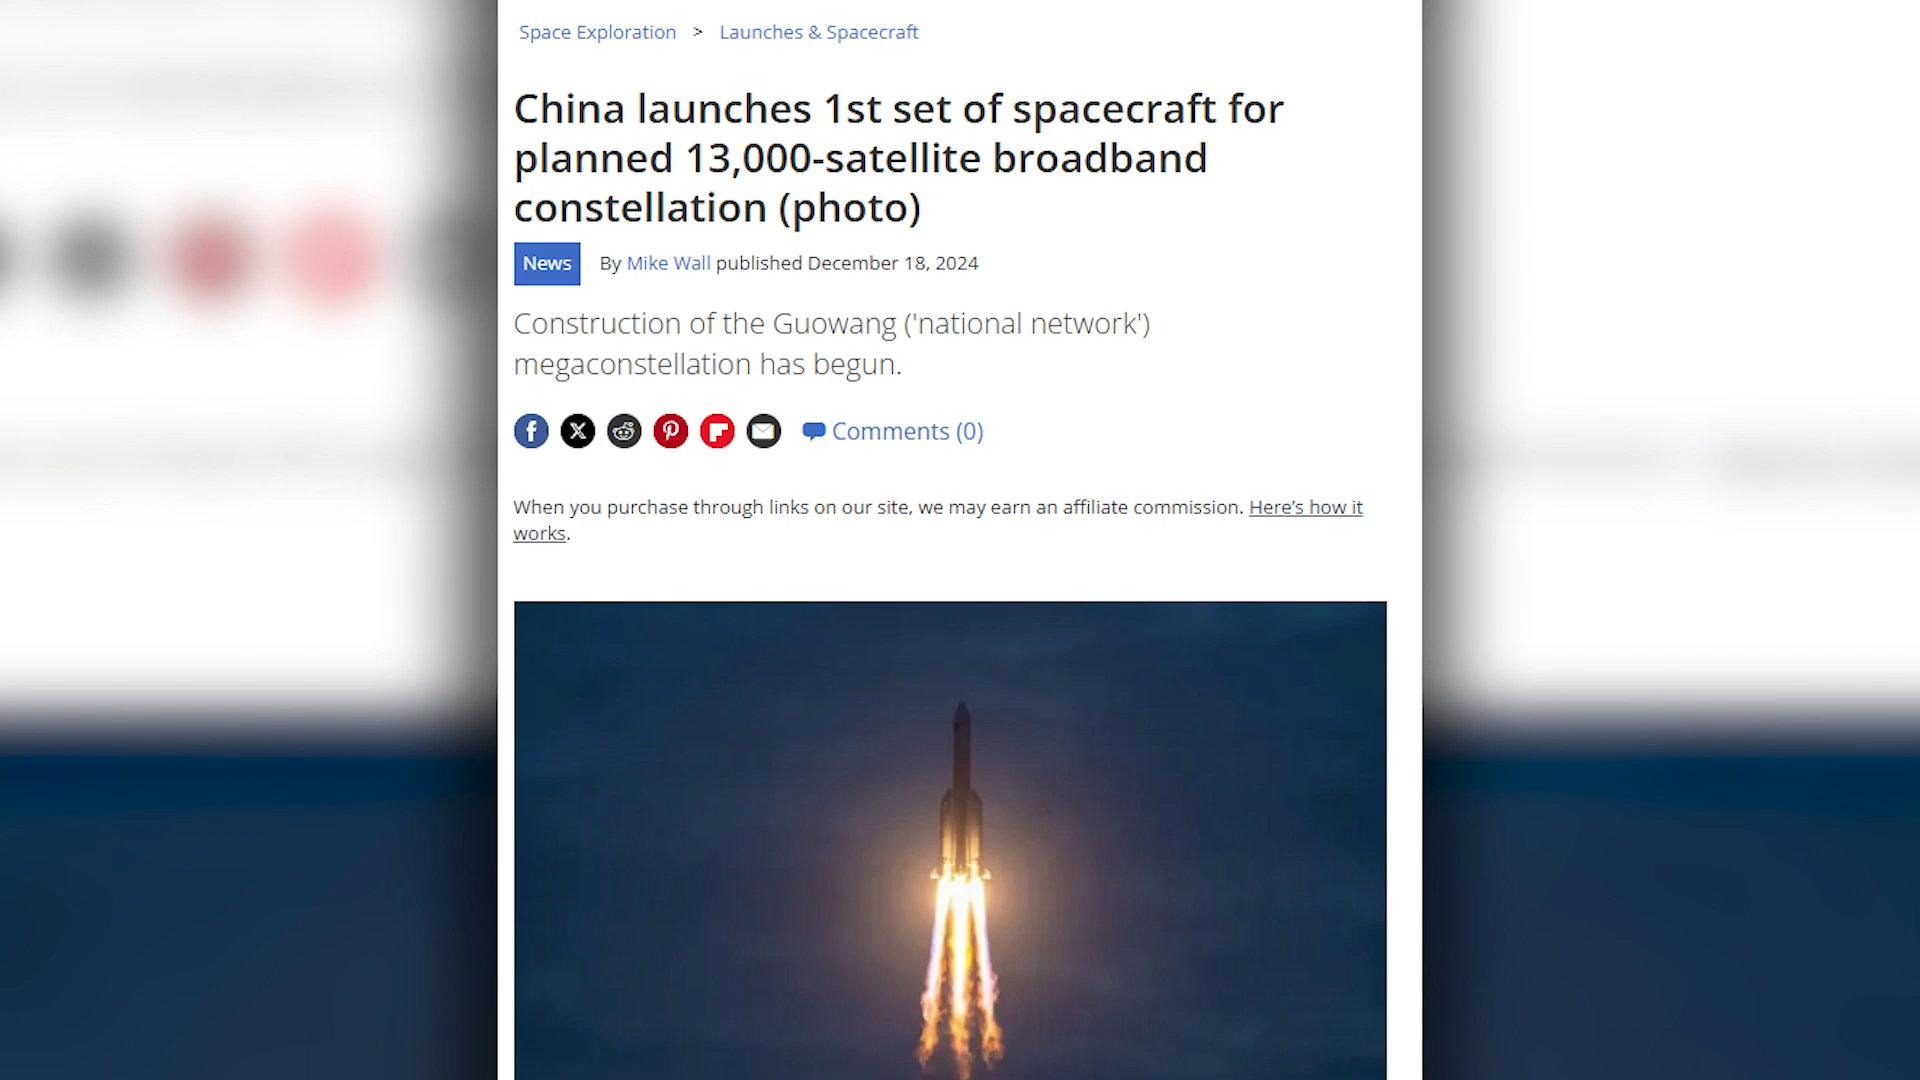 Space Exploration > Launches & Spacecraft
China launches 1st set of spacecraft for
planned 13,000-satellite broadband
constellation (photo)
News By Mike Wall published December 18, 2024
Construction of the Guowang ('national network')
megaconstellation has begun.
Comments (0)
When you purchase through links on our site, we may earn an affiliate commission. Here’s how it
works.